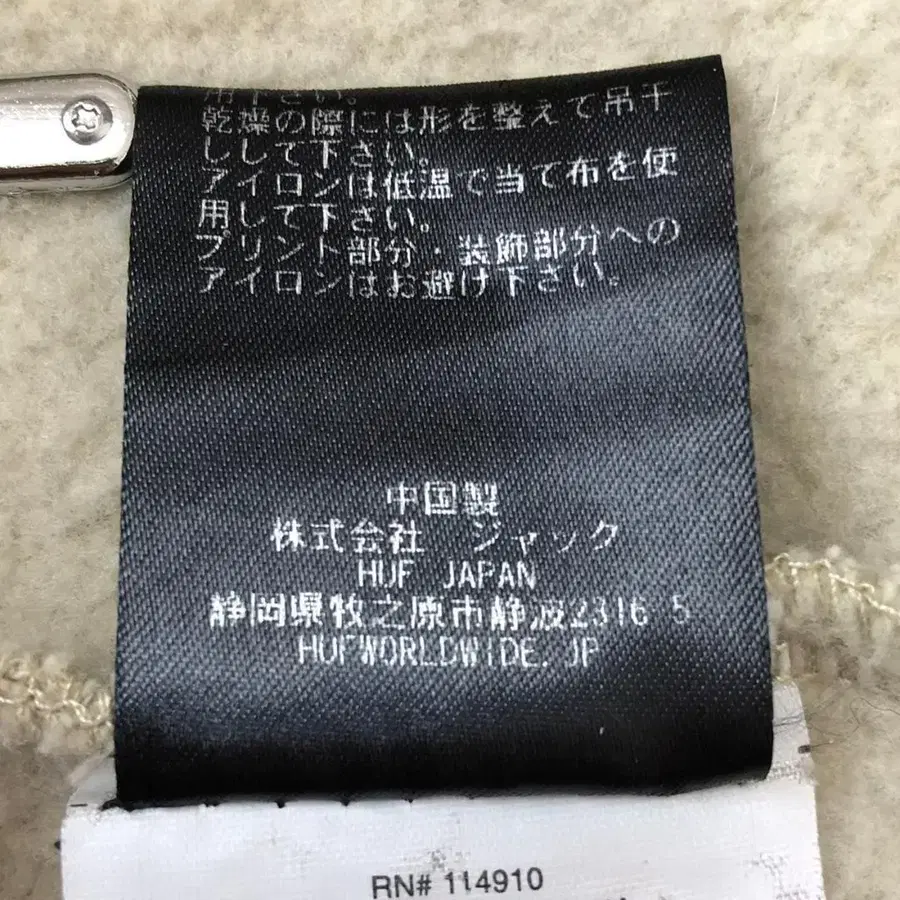 用下さい。
乾燥の際には形を整えて吊干
しして下さい。
アイロンは低温で当て布を使
用して下さい。
プリント部分・装飾部分への
アイロンはお避け下さい。
中国製
株式会社 ジャック
HUF JAPAN
静岡県牧之原市静波2316-5
HUFWORLDWIDE.JP
RN# 114910